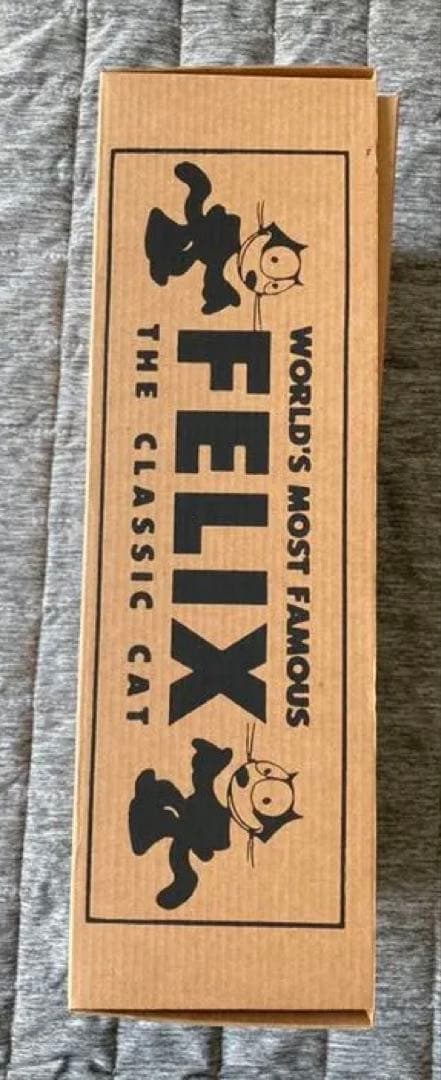 WORLD'S MOST FAMOUS
FELIX
THE CLASSIC CAT